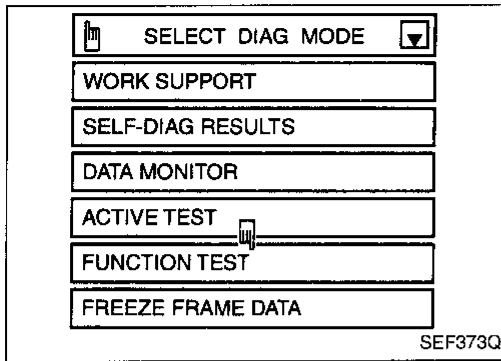 SELECT DIAG MODE
WORK SUPPORT
SELF-DIAG RESULTS
DATA MONITOR
ACTIVE TEST
FUNCTION TEST
FREEZE FRAME DATA
SEF373Q